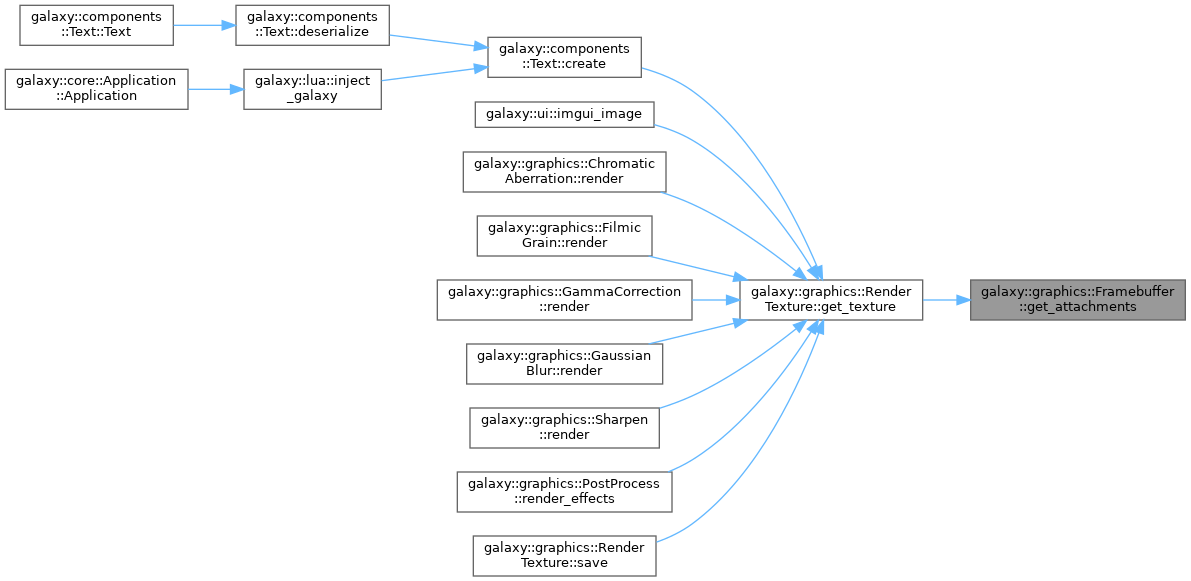 galaxy::components
::Text::Text
galaxy::components
::Text::deserialize
galaxy::components
::Text::create
galaxy::core::Application
::Application
galaxy::lua::inject
_galaxy
galaxy::ui::imgui_image
galaxy::graphics::Chromatic
Aberration::render
galaxy::graphics::Filmic
Grain::render
galaxy::graphics::GammaCorrection
::render
galaxy::graphics::Render
Texture::get_texture
galaxy::graphics::Framebuffer
::get_attachments
galaxy::graphics::Gaussian
Blur::render
galaxy::graphics::Sharpen
::render
galaxy::graphics::PostProcess
::render_effects
galaxy::graphics::Render
Texture::save